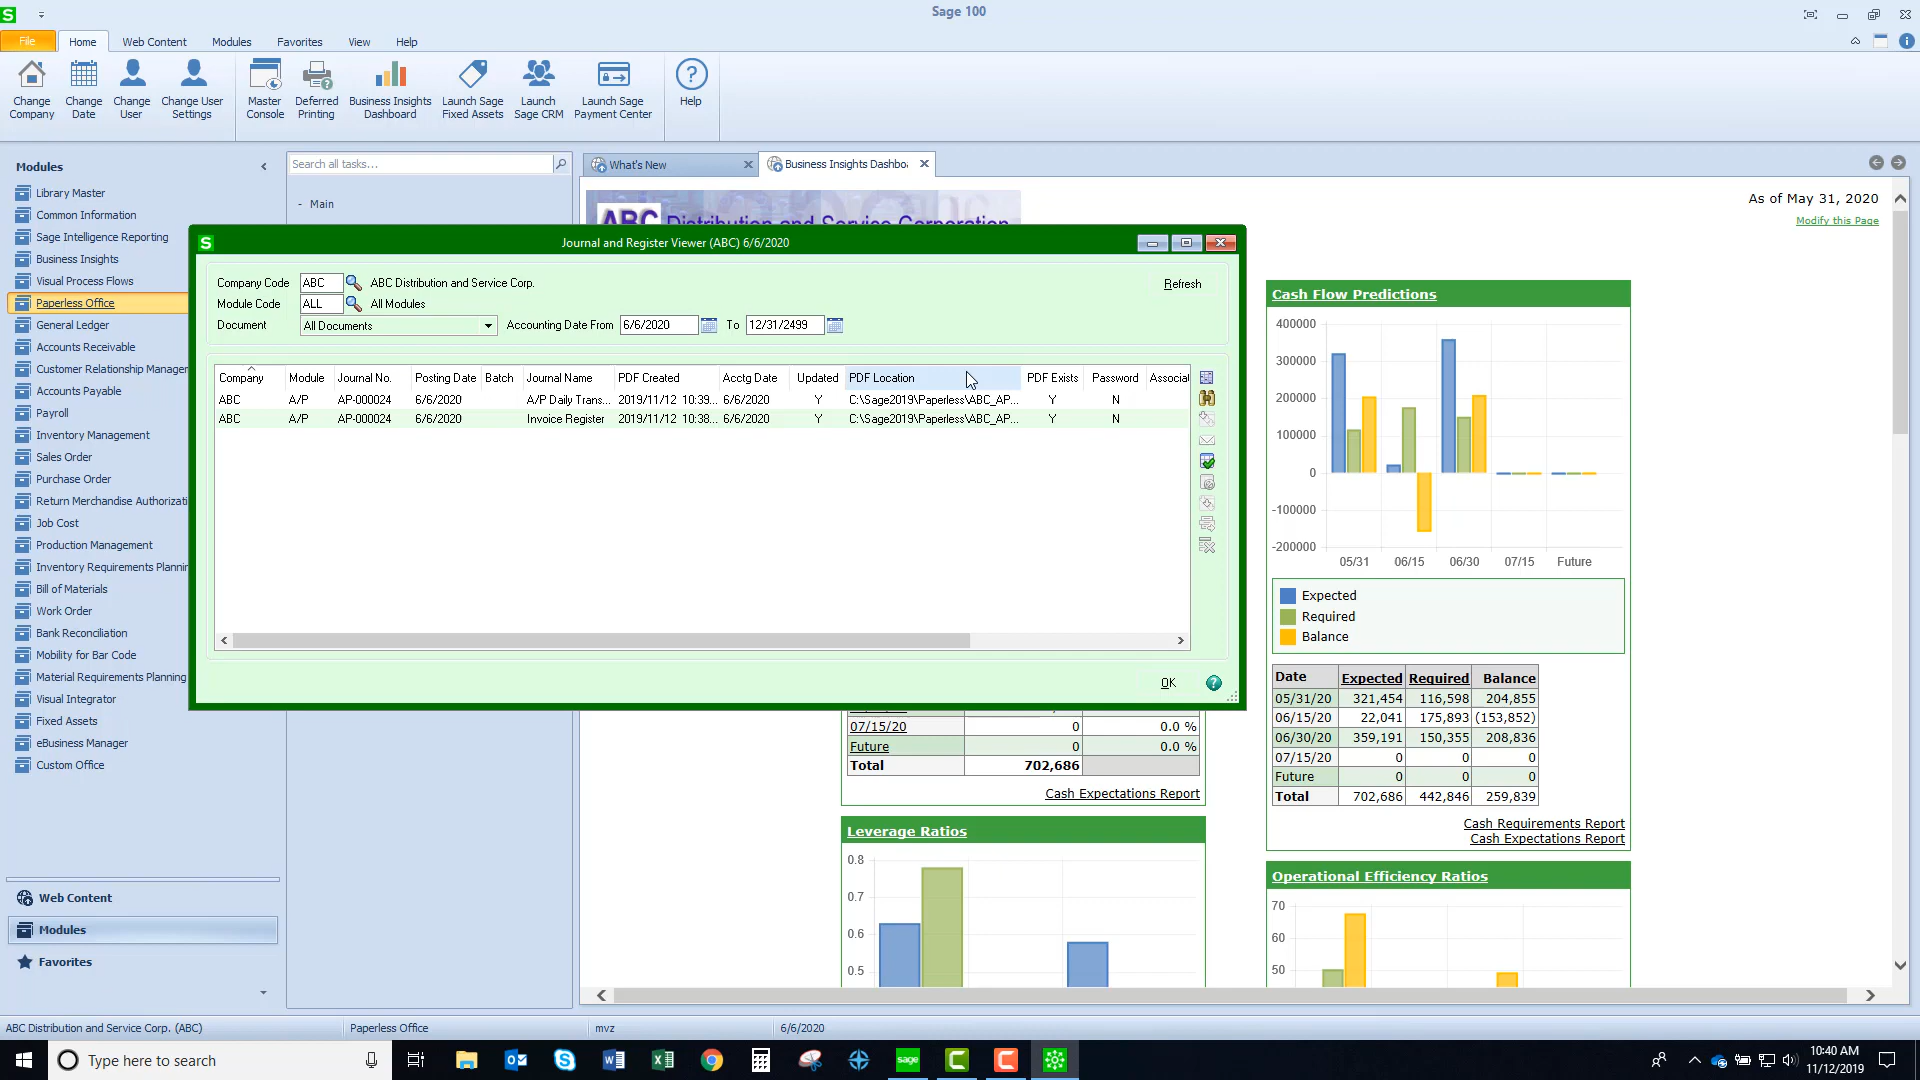 Sage 100
File Home Web Content Modules Favorites View Help
Change Company
Change Date
Change User
Change User Settings
Master Console
Deferred Printing
Business Insights Dashboard
Launch Sage Fixed Assets
Launch Sage CRM
Launch Sage Payment Center
Help
Modules
Library Master
Common Information
Sage Intelligence Reporting
Business Insights
Visual Process Flows
Paperless Office
General Ledger
Accounts Receivable
Customer Relationship Manager
Accounts Payable
Payroll
Inventory Management
Sales Order
Purchase Order
Return Merchandise Authorizati
Job Cost
Production Management
Inventory Requirements Plannin
Bill of Materials
Work Order
Bank Reconciliation
Mobility for Bar Code
Material Requirements Planning
Visual Integrator
Fixed Assets
eBusiness Manager
Custom Office
Web Content
Modules
Favorites
Search all tasks...
- Main
What's New
Business Insights Dashbo
ABC Distribution and Service Corporation
As of May 31, 2020
Modify this Page
Journal and Register Viewer (ABC) 6/6/2020
Company Code ABC ABC Distribution and Service Corp.
Refresh
Module Code ALL All Modules
Document All Documents Accounting Date From 6/6/2020 To 12/31/2499
Company Module Journal No. Posting Date Batch Journal Name PDF Created Acctg Date Updated PDF Location PDF Exists Password Associat
ABC A/P AP-000024 6/6/2020 A/P Daily Trans... 2019/11/12 10:39... 6/6/2020 Y C:\Sage2019\Paperless\ABC_AP... Y N
ABC A/P AP-000024 6/6/2020 Invoice Register 2019/11/12 10:38... 6/6/2020 Y C:\Sage2019\Paperless\ABC_AP... Y N
OK
07/15/20 0 0.0 %
Future 0 0.0 %
Total 702,686
Cash Expectations Report
Leverage Ratios
0.8
0.7
0.6
0.5
Cash Flow Predictions
400000
300000
200000
100000
0
-100000
-200000
05/31 06/15 06/30 07/15 Future
Expected
Required
Balance
Date Expected Required Balance
05/31/20 321,454 116,598 204,855
06/15/20 22,041 175,893 (153,852)
06/30/20 359,191 150,355 208,836
07/15/20 0 0 0
Future 0 0 0
Total 702,686 442,846 259,839
Cash Requirements Report
Cash Expectations Report
Operational Efficiency Ratios
70
60
50
ABC Distribution and Service Corp. (ABC) Paperless Office mvz 6/6/2020
Type here to search
sage
10:40 AM
11/12/2019